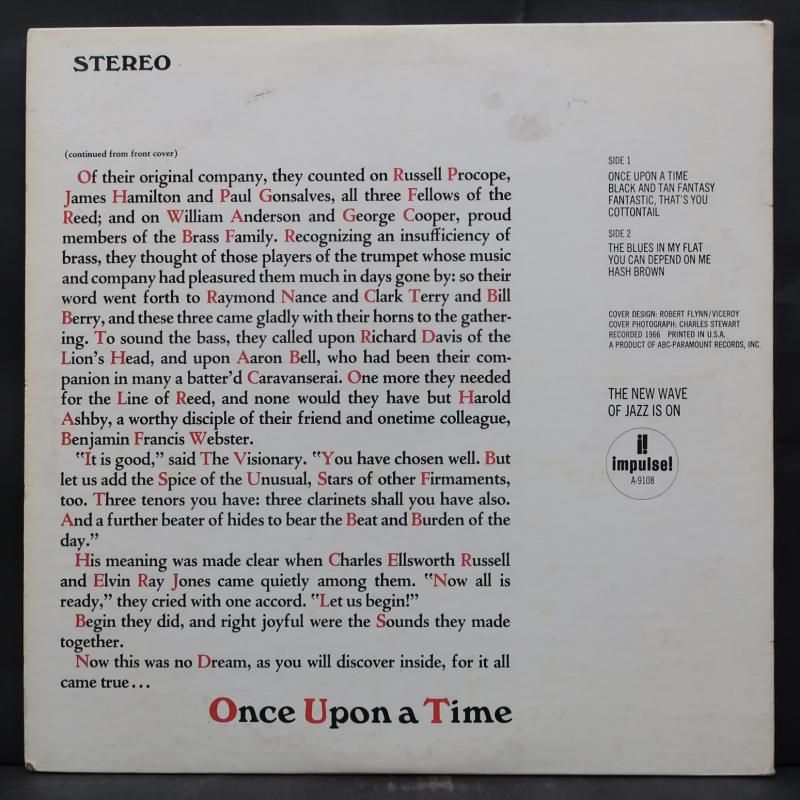 STEREO
(continued from front cover)
Of their original company, they counted on Russell Procope,
James Hamilton and Paul Gonsalves, all three Fellows of the
Reed; and on William Anderson and George Cooper, proud
members of the Brass Family. Recognizing an insufficiency of
brass, they thought of those players of the trumpet whose music
and company had pleasured them much in days gone by: so their
word went forth to Raymond Nance and Clark Terry and Bill
Berry, and these three came gladly with their horns to the gather-
ing. To sound the bass, they called upon Richard Davis of the
Lion's Head, and upon Aaron Bell, who had been their com-
panion in many a batter'd Caravanserai. One more they needed
for the Line of Reed, and none would they have but Harold
Ashby, a worthy disciple of their friend and onetime colleague,
Benjamin Francis Webster.
"It is good," said The Visionary. "You have chosen well. But
let us add the Spice of the Unusual, Stars of other Firmaments,
too. Three tenors you have: three clarinets shall you have also.
And a further beater of hides to bear the Beat and Burden of the
day."
His meaning was made clear when Charles Ellsworth Russell
and Elvin Ray Jones came quietly among them. "Now all is
ready," they cried with one accord. "Let us begin!"
Begin they did, and right joyful were the Sounds they made
together.
Now this was no Dream, as you will discover inside, for it all
came true...
Once Upon a Time
SIDE 1
ONCE UPON A TIME
BLACK AND TAN FANTASY
FANTASTIC, THAT'S YOU
COTTONTAIL
SIDE 2
THE BLUES IN MY FLAT
YOU CAN DEPEND ON ME
HASH BROWN
COVER DESIGN: ROBERT FLYNN/VICEROY
COVER PHOTOGRAPH: CHARLES STEWART
RECORDED 1966 PRINTED IN U.S.A.
A PRODUCT OF ABC-PARAMOUNT RECORDS, INC.
THE NEW WAVE
OF JAZZ IS ON
i!
impulse!
A-9108